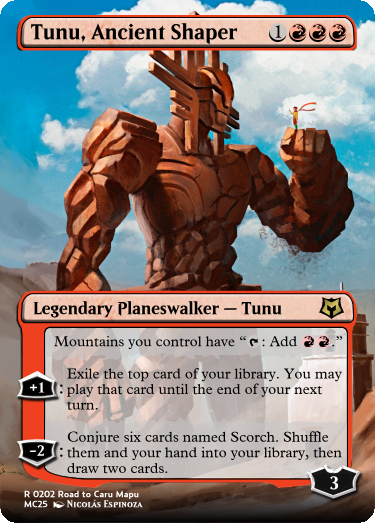 Tunu, Ancient Shaper 1
Legendary Planeswalker — Tunu
Mountains you control have “: Add .”
+1: Exile the top card of your library. You may
play that card until the end of your next
turn.
-2: Conjure six cards named Scorch. Shuffle
them and your hand into your library, then
draw two cards.
3
R 0202 Road to Caru Mapu
MC25 Nicolás Espinoza